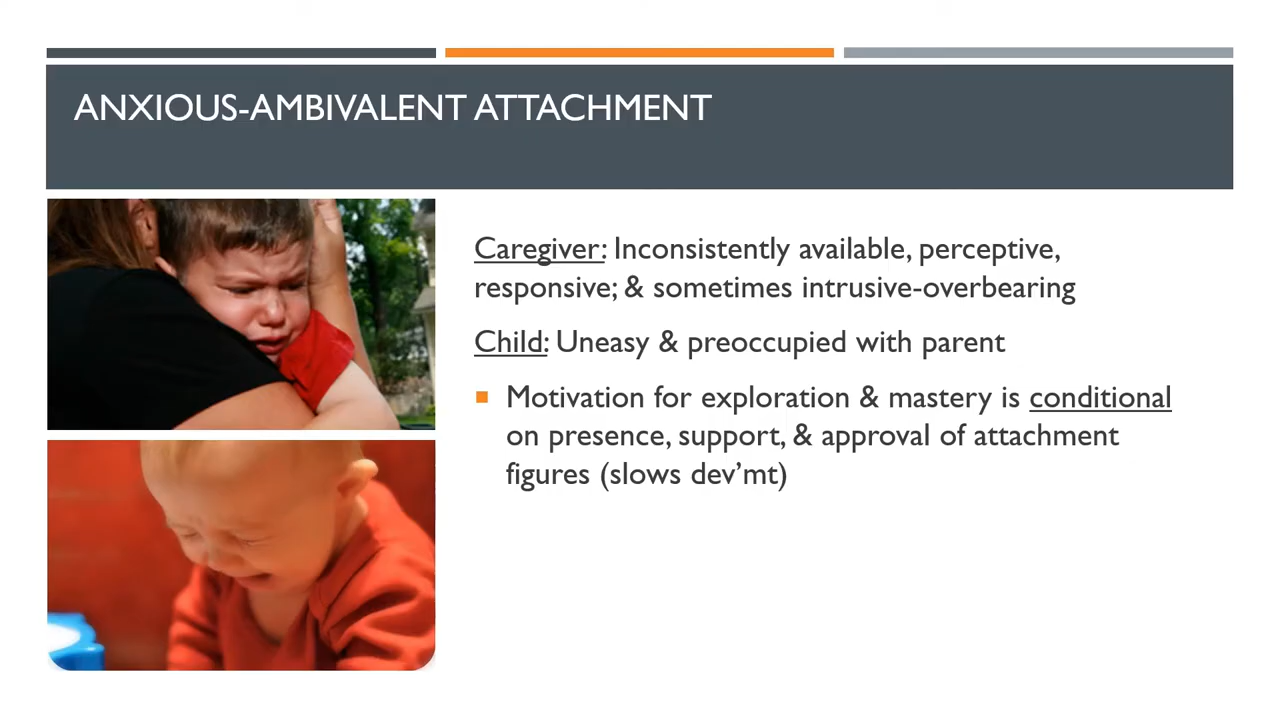 ANXIOUS-AMBIVALENT ATTACHMENT
Caregiver: Inconsistently available, perceptive,
responsive; & sometimes intrusive-overbearing
Child: Uneasy & preoccupied with parent
Motivation for exploration & mastery is conditional
on presence, support, & approval of attachment
figures (slows dev’mt)